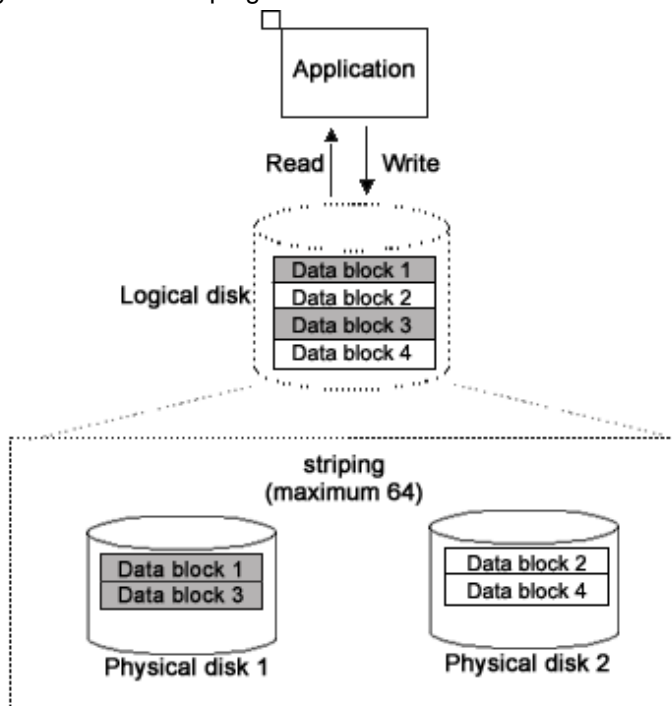 Application
Read Write
Logical disk
Data block 1
Data block 2
Data block 3
Data block 4
striping
(maximum 64)
Data block 1
Data block 3
Physical disk 1
Data block 2
Data block 4
Physical disk 2